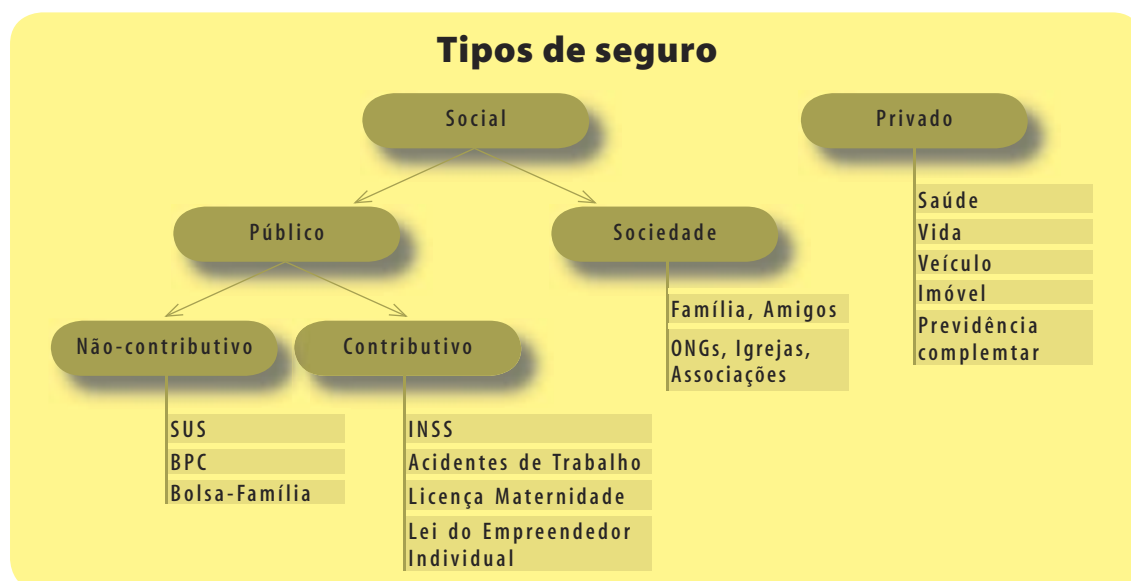 Tipos de seguro
Social
Privado
Público
Sociedade
Saúde
Vida
Veículo
Imóvel
Previdência
complemtar
Família, Amigos
ONGs, Igrejas,
Associações
Não-contributivo
Contributivo
SUS
BPC
Bolsa-Família
INSS
Acidentes de Trabalho
Licença Maternidade
Lei do Empreendedor
Individual